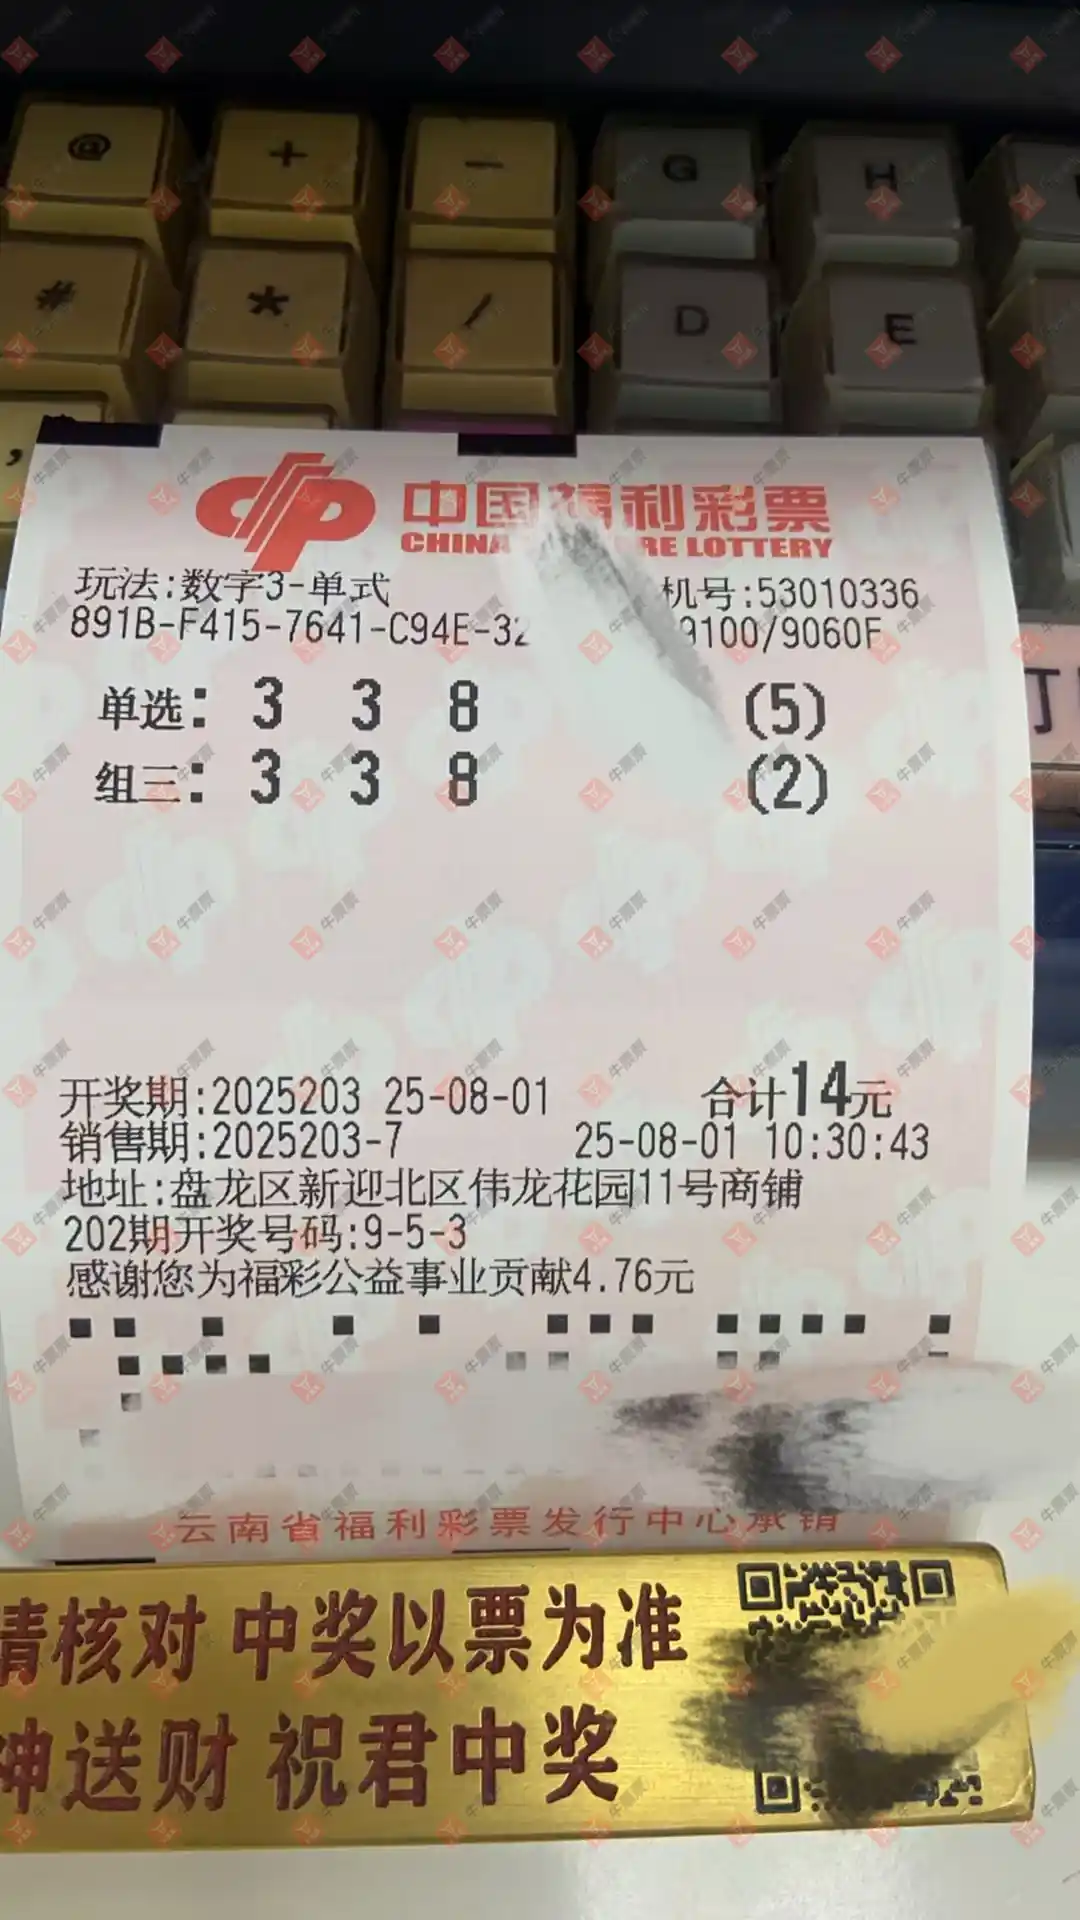 @ + - G H
# * / D E
,
中国福利彩票
CHINA RE LOTTERY
玩法:数字3-单式 机号:53010336
891B-F415-7641-C94E-32 9100/9060F
单选: 3 3 8 (5)
组三: 3 3 8 (2)
开奖期:2025203 25-08-01 合计14元
销售期:2025203-7 25-08-01 10:30:43
地址:盘龙区新迎北区伟龙花园11号商铺
202期开奖号码:9-5-3
感谢您为福彩公益事业贡献4.76元
云南省福利彩票发行中心承销
请核对 中奖以票为准
神送财 祝君中奖
牛票票